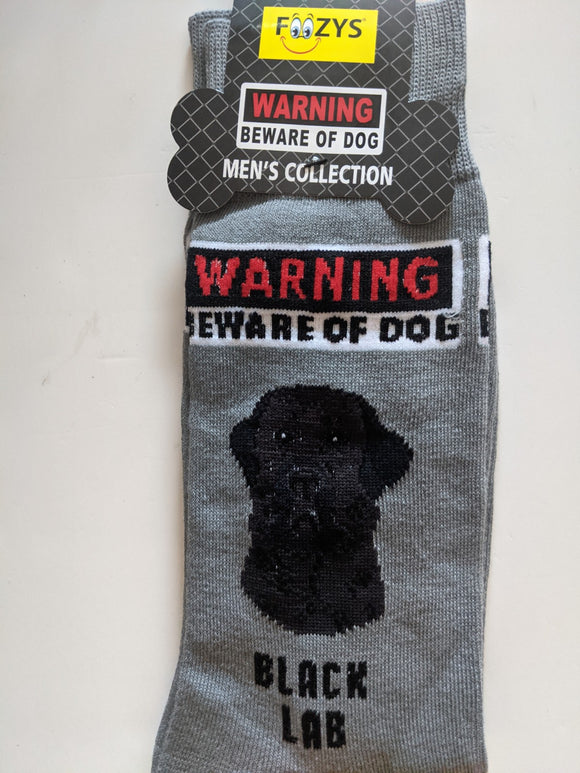 FOOZYS
WARNING
BEWARE OF DOG
MEN'S COLLECTION
WARNING
BEWARE OF DOG
BLACK
LAB